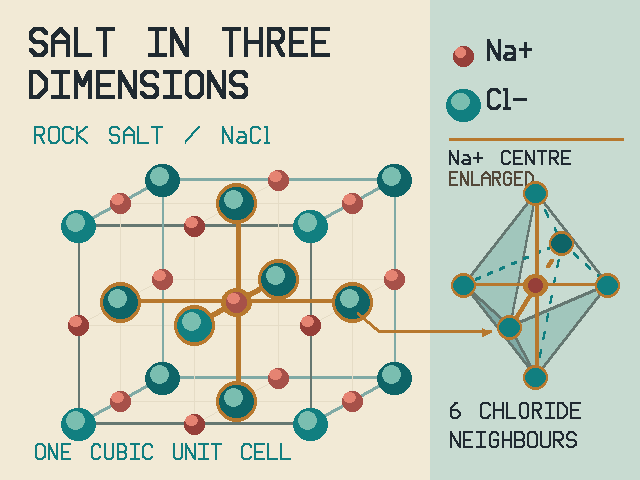 SALT IN THREE
DIMENSIONS
ROCK SALT / NaCl
ONE CUBIC UNIT CELL
Na+
Cl−
Na+ CENTRE
ENLARGED
6 CHLORIDE
NEIGHBOURS